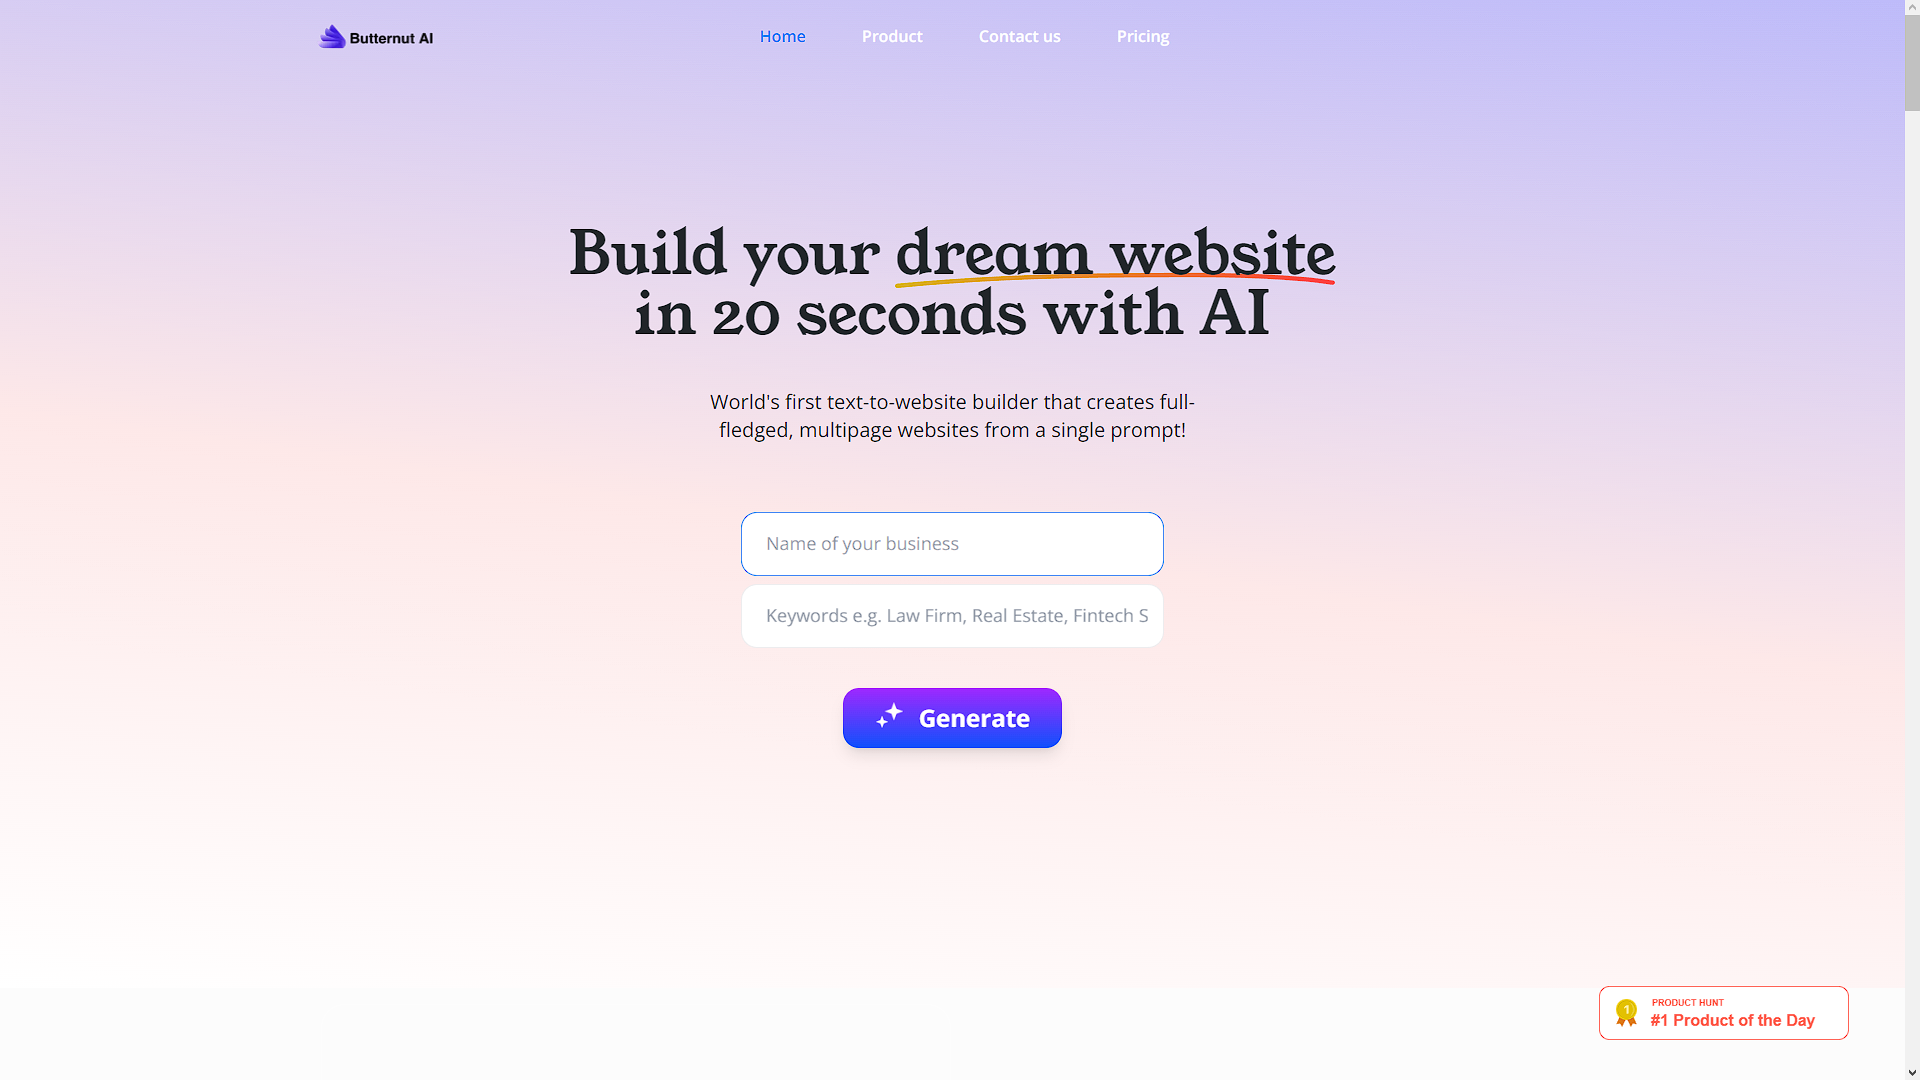 Butternut AI
Home
Product
Contact us
Pricing
Build your dream website
in 20 seconds with AI
World's first text-to-website builder that creates full-
fledged, multipage websites from a single prompt!
Name of your business
Keywords e.g. Law Firm, Real Estate, Fintech S
Generate
1
PRODUCT HUNT
#1 Product of the Day